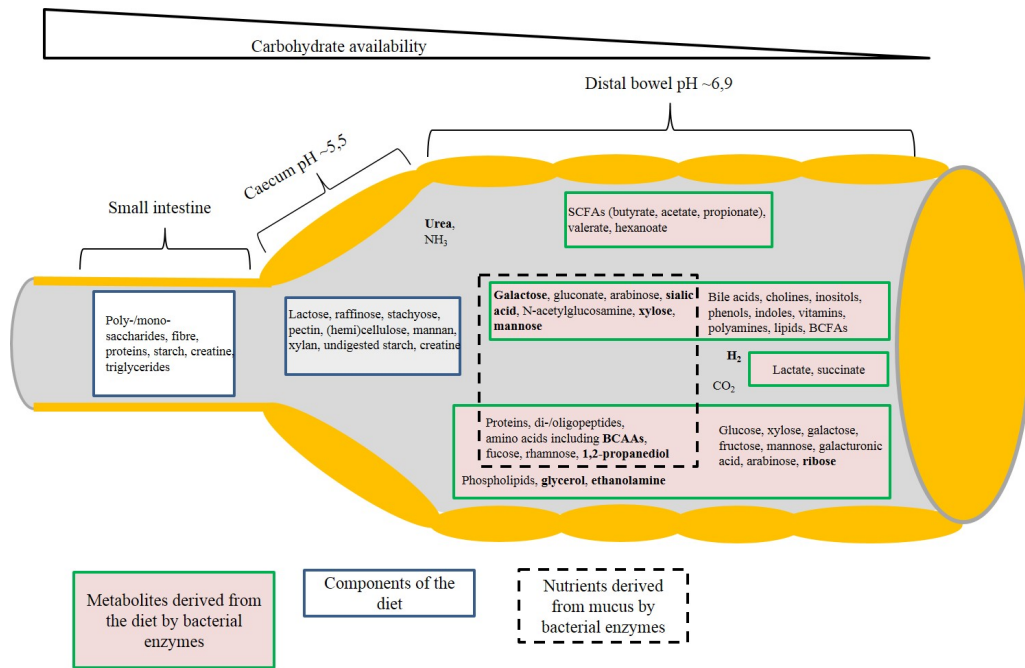 Carbohydrate availability
Distal bowel pH ~6,9
Caecum pH ~5,5
Small intestine
Poly-/mono-
saccharides, fibre,
proteins, starch, creatine,
triglycerides
Lactose, raffinose, stachyose,
pectin, (hemi)cellulose, mannan,
xylan, undigested starch, creatine
Urea,
NH₃
SCFAs (butyrate, acetate, propionate),
valerate, hexanoate
Galactose, gluconate, arabinose, sialic
acid, N-acetylglucosamine, xylose,
mannose
Bile acids, cholines, inositols,
phenols, indoles, vitamins,
polyamines, lipids, BCFAs
H₂
CO₂
Lactate, succinate
Proteins, di-/oligopeptides,
amino acids including BCAAs,
fucose, rhamnose, 1,2-propanediol
Phospholipids, glycerol, ethanolamine
Glucose, xylose, galactose,
fructose, mannose, galacturonic
acid, arabinose, ribose
Metabolites derived from
the diet by bacterial
enzymes
Components of the
diet
Nutrients derived
from mucus by
bacterial enzymes